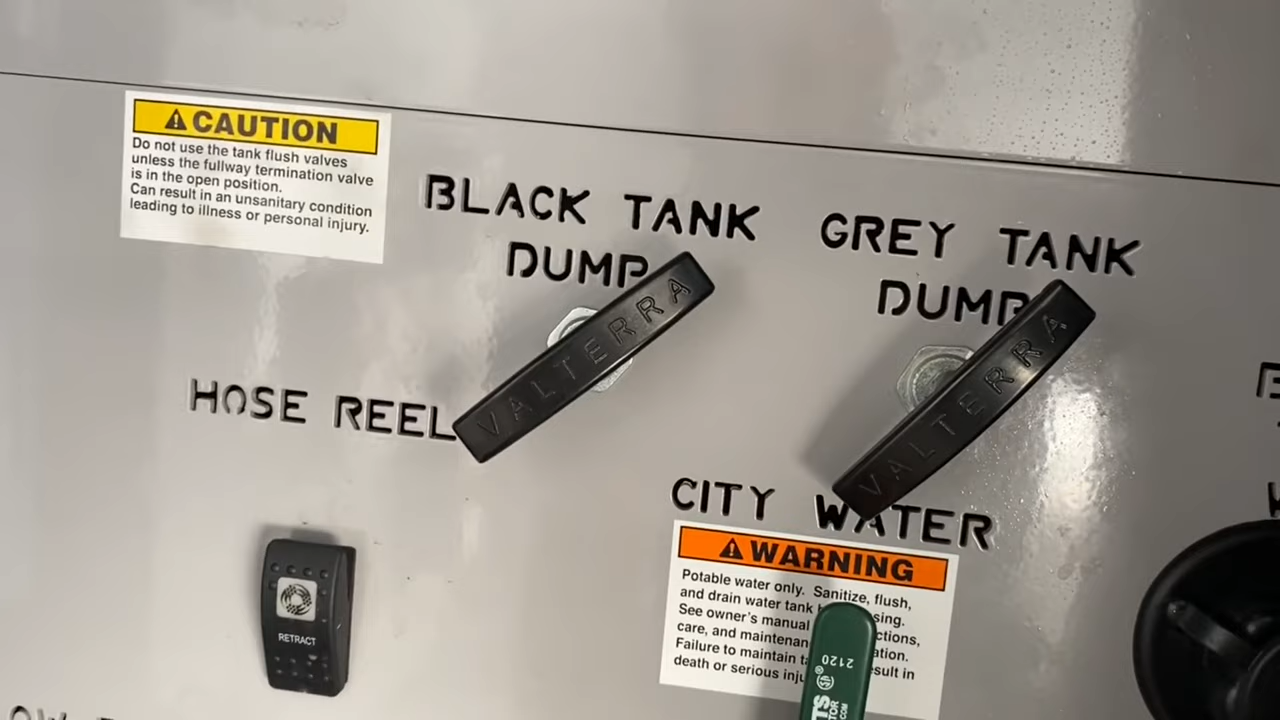 CAUTION
Do not use the tank flush valves
unless the fullway termination valve
is in the open position.
Can result in an unsanitary condition
leading to illness or personal injury.
BLACK TANK
DUMP
GREY TANK
DUMP
VALTERRA
VALTERRA
HOSE REEL
RETRACT
CITY WATER
WARNING
Potable water only. Sanitize, flush,
and drain water tank
See owner's manual
care, and
Failure to maintain
death or serious
2120